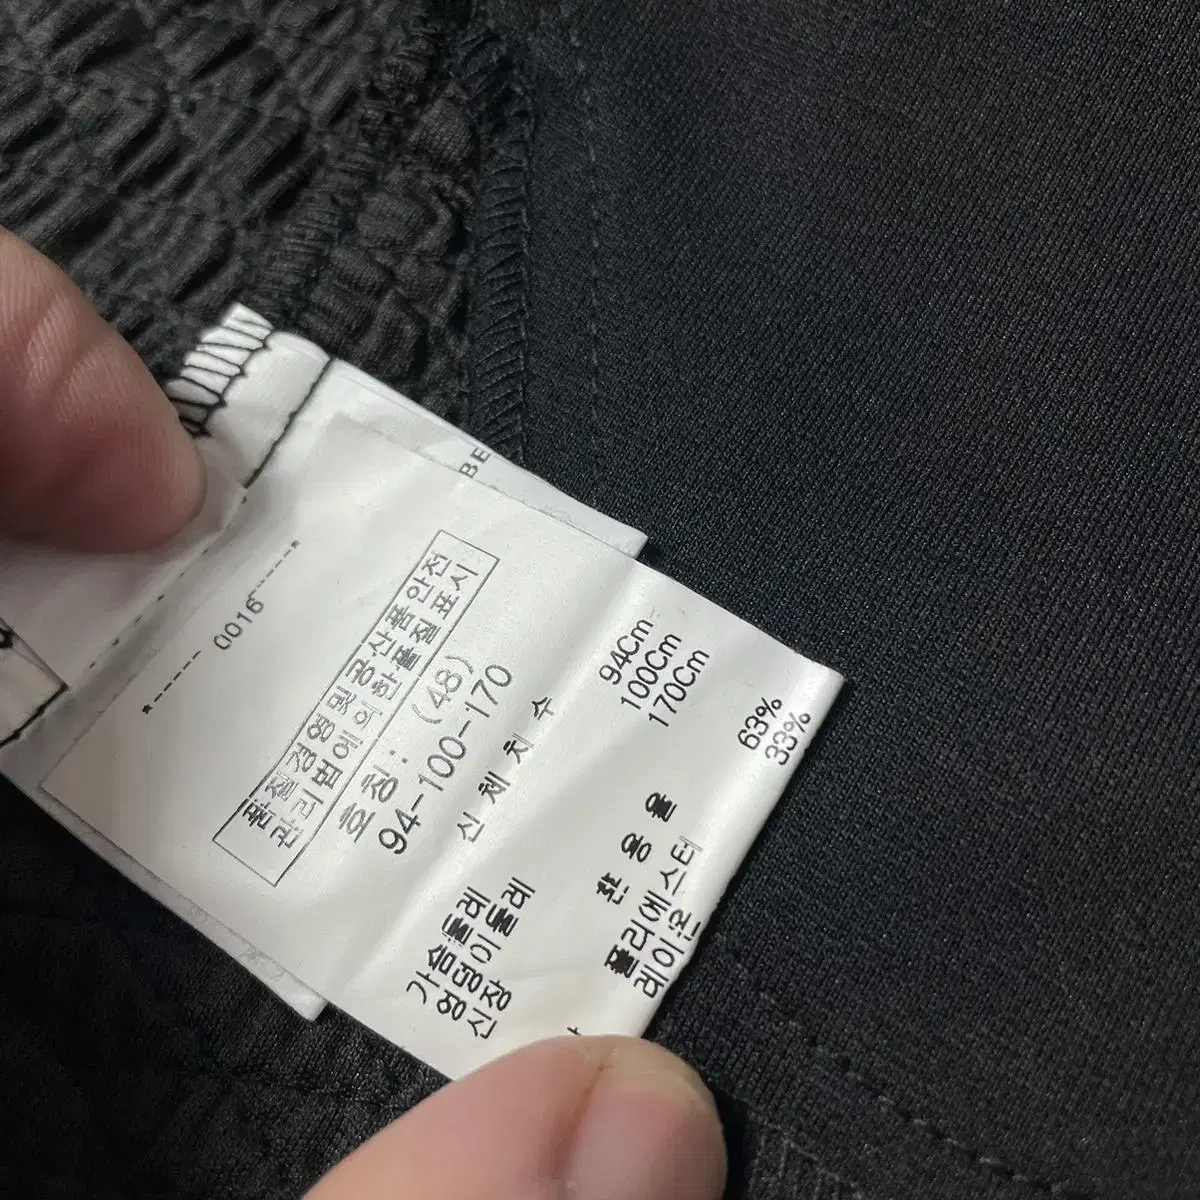 BE
*----- 0016 -----*
품질경영및공산품안전
관리법에의한품질표시
호칭: (48)
94-100-170
신 체 치 수
가슴둘레 94Cm
엉덩이둘레 100Cm
신장 170Cm
혼 용 율
폴리에스터 63%
레이온 33%